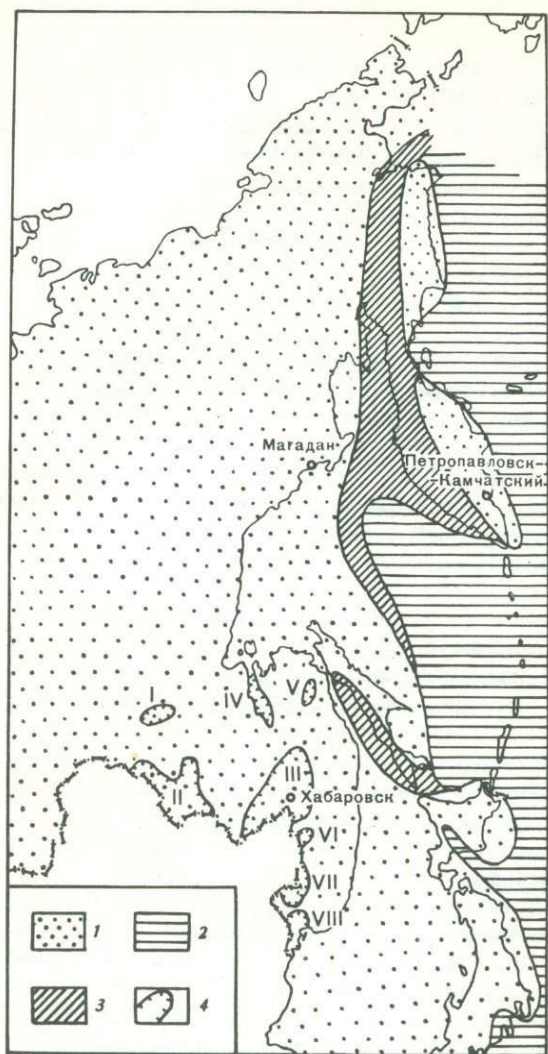 Магадан
Петропавловск-
-Камчатский
I
IV
V
II
III
Хабаровск
VI
VII
VIII
1
2
3
4